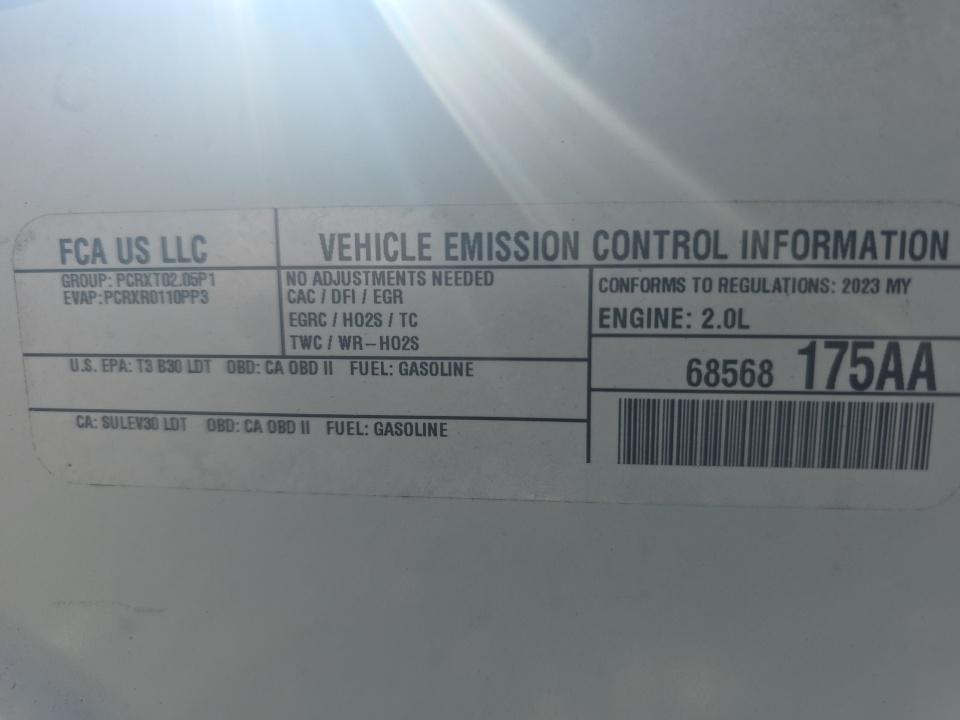 FCA US LLC
VEHICLE EMISSION CONTROL INFORMATION
GROUP: PCRXT02.05P1
EVAP:PCRXR0110PP3
NO ADJUSTMENTS NEEDED
CAC / DFI / EGR
EGRC / HO2S / TC
TWC / WR-HO2S
CONFORMS TO REGULATIONS: 2023 MY
ENGINE: 2.0L
68568 175AA
U.S. EPA: T3 B30 LDT OBD: CA OBD II FUEL: GASOLINE
CA: SULEV30 LDT OBD: CA OBD II FUEL: GASOLINE